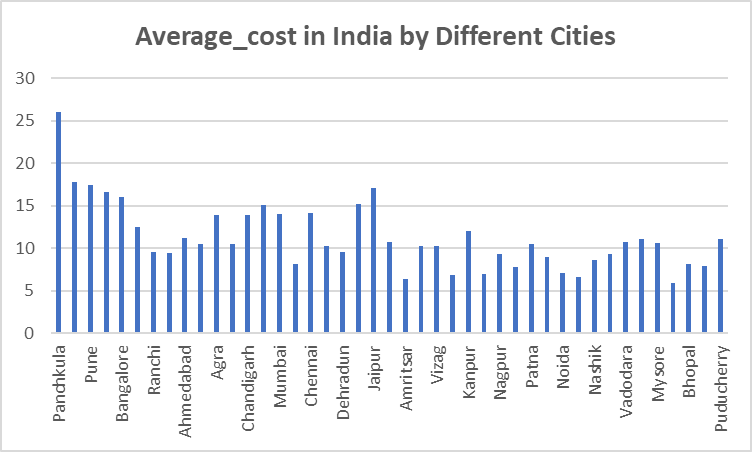 Average_cost in India by Different Cities
30
25
20
15
10
5
0
Panchkula
Pune
Bangalore
Ranchi
Ahmedabad
Agra
Chandigarh
Mumbai
Chennai
Dehradun
Jaipur
Amritsar
Vizag
Kanpur
Nagpur
Patna
Noida
Nashik
Vadodara
Mysore
Bhopal
Puducherry